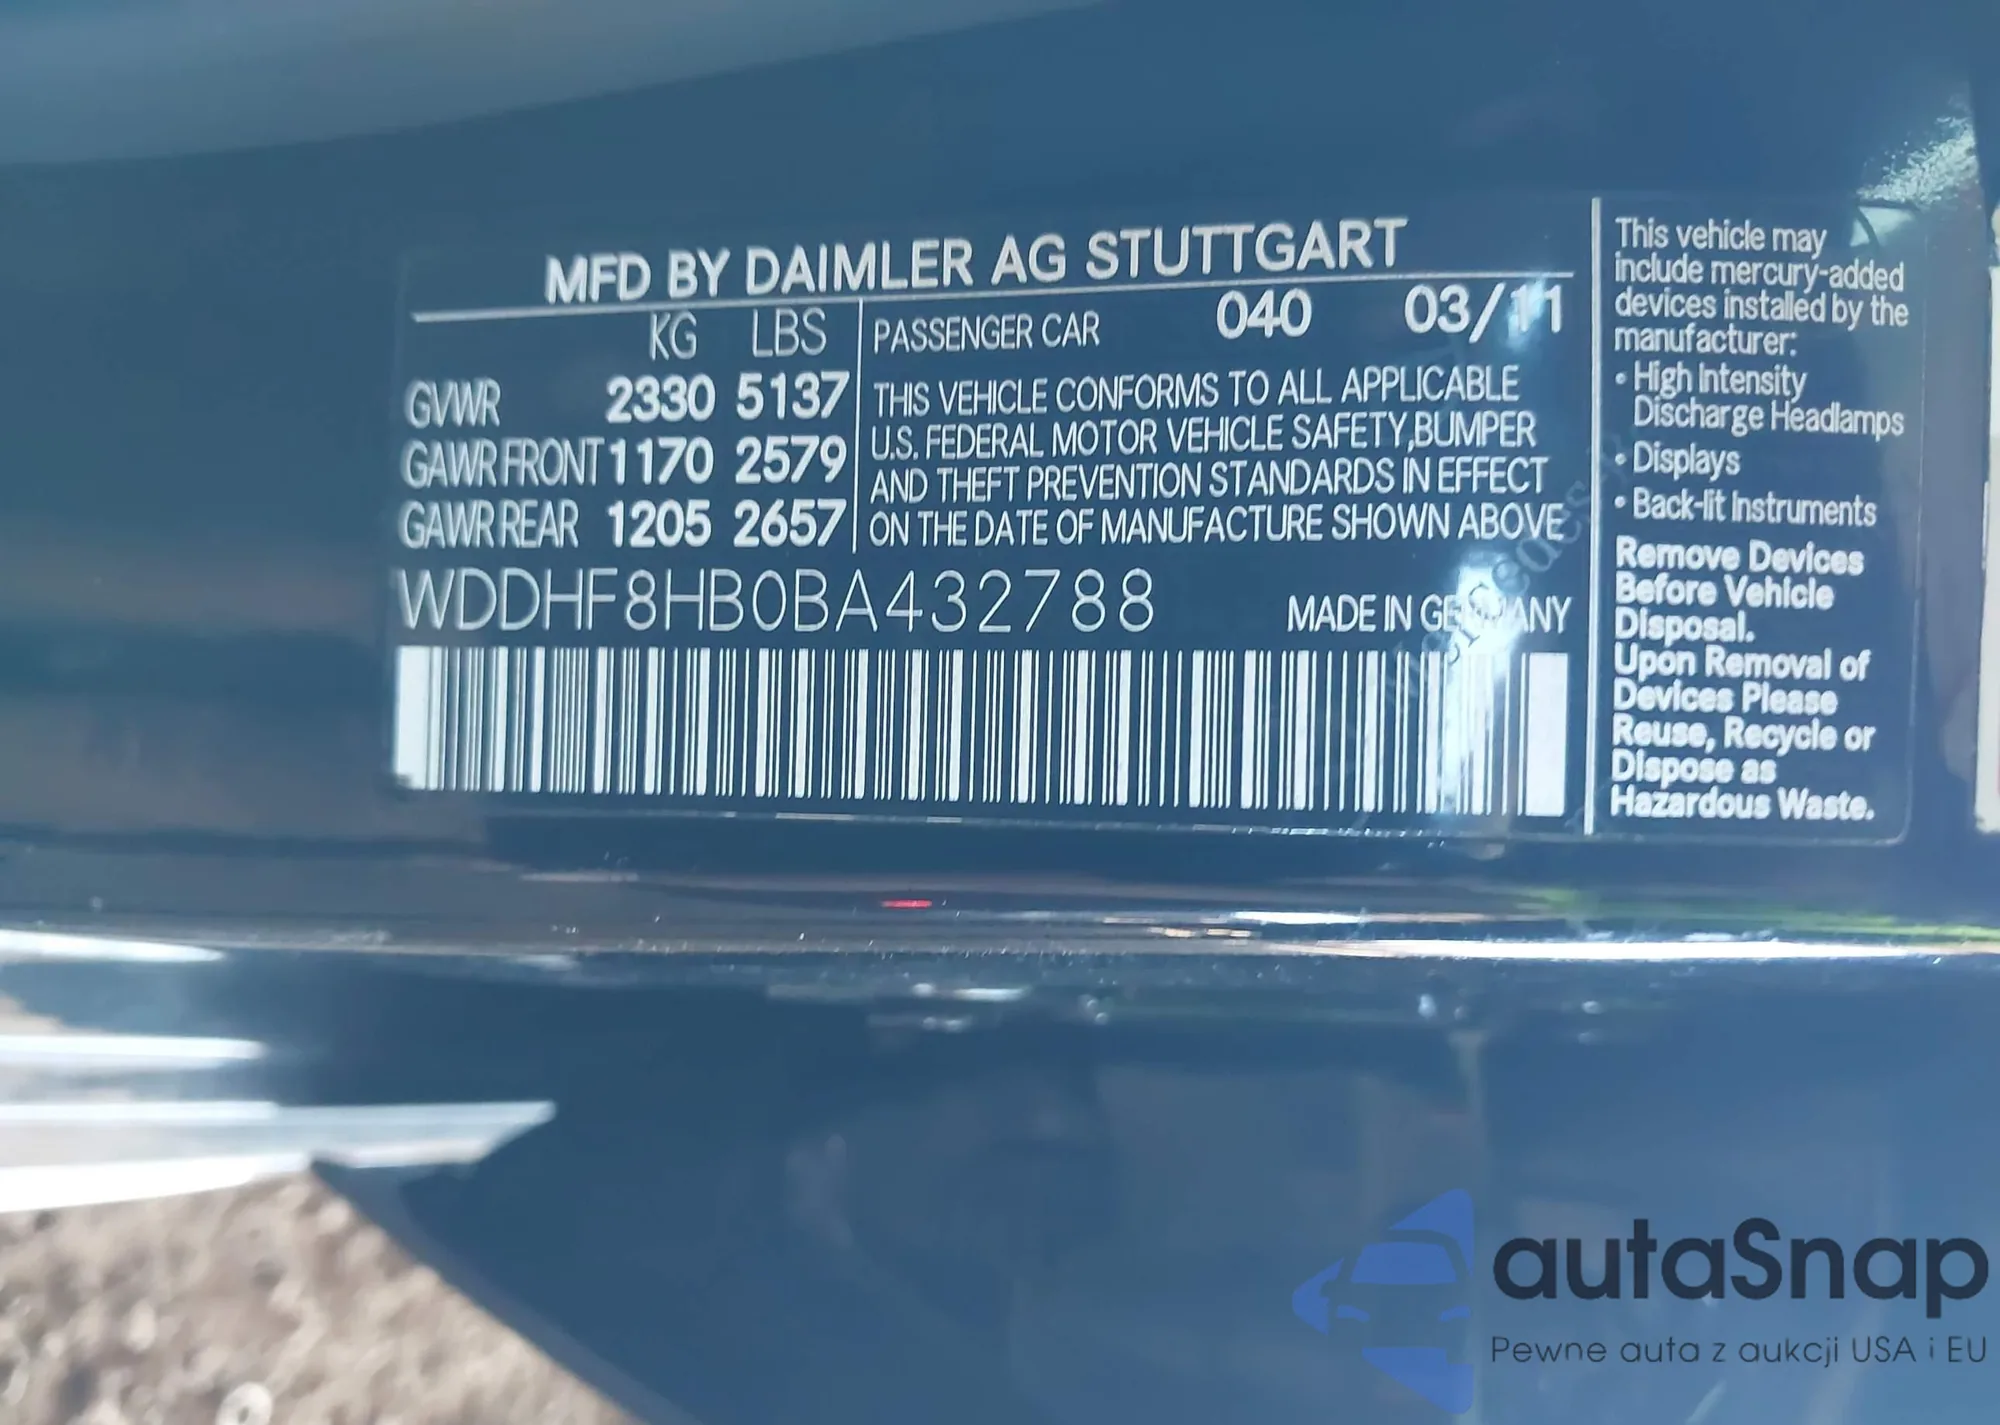 MFD BY DAIMLER AG STUTTGART
KG LBS
GVWR 2330 5137
GAWR FRONT 1170 2579
GAWR REAR 1205 2657
PASSENGER CAR 040 03/11
THIS VEHICLE CONFORMS TO ALL APPLICABLE
U.S. FEDERAL MOTOR VEHICLE SAFETY,BUMPER
AND THEFT PREVENTION STANDARDS IN EFFECT
ON THE DATE OF MANUFACTURE SHOWN ABOVE
WDDHF8HB0BA432788 MADE IN GERMANY
This vehicle may
include mercury-added
devices installed by the
manufacturer:
• High Intensity
Discharge Headlamps
• Displays
• Back-lit Instruments
Remove Devices
Before Vehicle
Disposal.
Upon Removal of
Devices Please
Reuse, Recycle or
Dispose as
Hazardous Waste.
autaSnap
Pewne auta z aukcji USA i EU